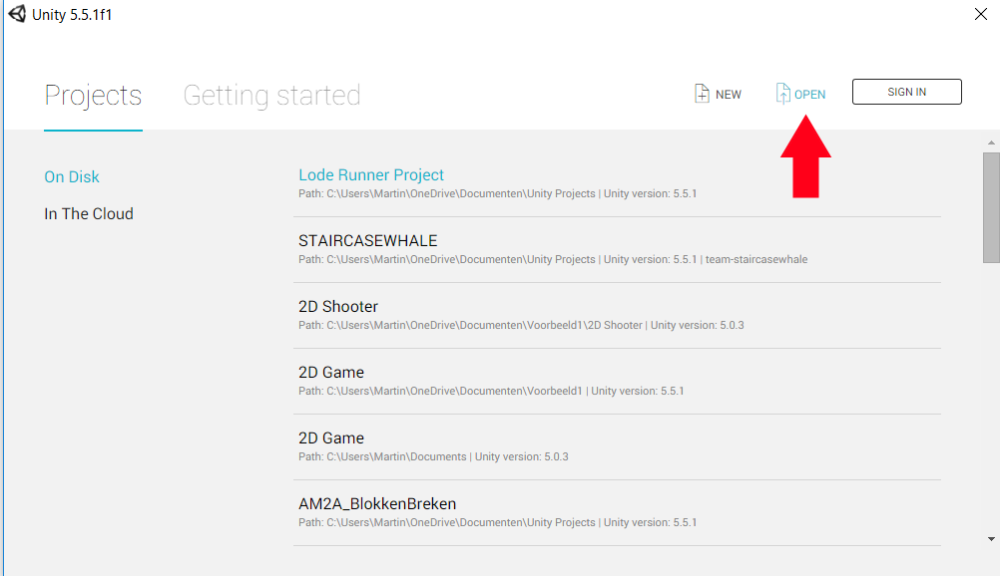 Unity 5.5.1f1
Projects Getting started NEW OPEN SIGN IN
On Disk
In The Cloud
Lode Runner Project
Path: C:\Users\Martin\OneDrive\Documenten\Unity Projects | Unity version: 5.5.1
STAIRCASEWHALE
Path: C:\Users\Martin\OneDrive\Documenten\Unity Projects | Unity version: 5.5.1 | team-staircasewhale
2D Shooter
Path: C:\Users\Martin\OneDrive\Documenten\Voorbeeld1\2D Shooter | Unity version: 5.0.3
2D Game
Path: C:\Users\Martin\OneDrive\Documenten\Voorbeeld1 | Unity version: 5.5.1
2D Game
Path: C:\Users\Martin\Documents | Unity version: 5.0.3
AM2A_BlokkenBreken
Path: C:\Users\Martin\OneDrive\Documenten\Unity Projects | Unity version: 5.5.1